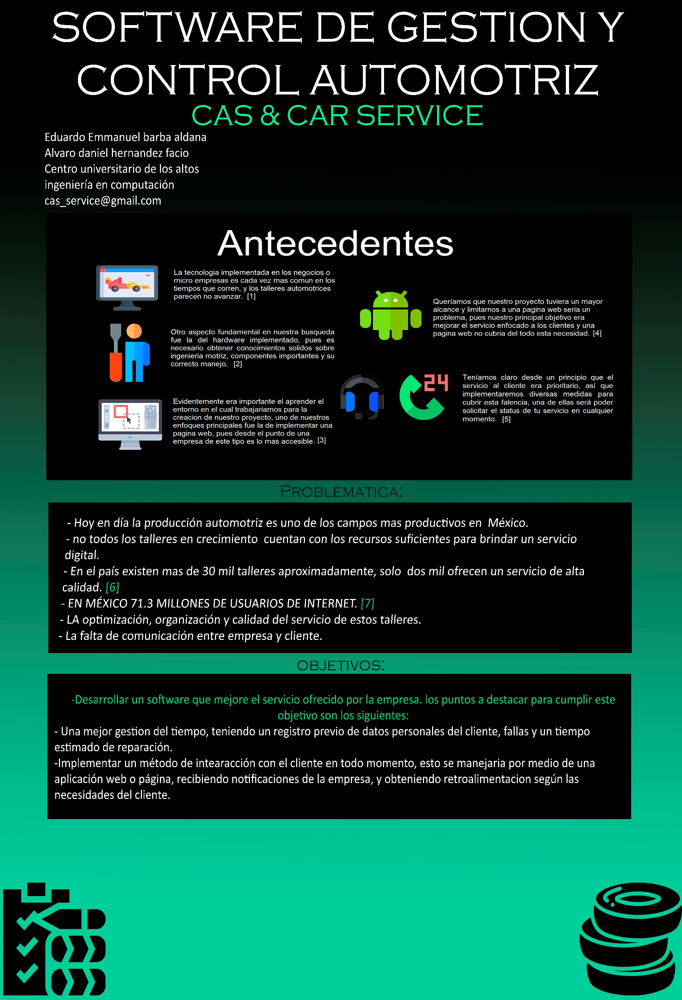 SOFTWARE DE GESTION Y
CONTROL AUTOMOTRIZ
CAS & CAR SERVICE
Eduardo Emmanuel barba aldana
Alvaro daniel hernandez facio
Centro universitario de los altos
ingeniería en computación
cas_service@gmail.com
Antecedentes
La tecnologia implementada en los negocios o
micro empresas es cada vez mas comun en los
tiempos que corren, y los talleres automotrices
parecen no avanzar. [1]
Otro aspecto fundamental en nuestra busqueda
fue la del hardware implementado, pues es
necesario obtener conocimientos solidos sobre
ingenieria motriz, componentes importantes y su
correcto manejo. [2]
Evidentemente era importante el aprender el
entorno en el cual trabajariamos para la
creacion de nuestro proyecto, uno de nuestros
enfoques principales fue la de implementar una
pagina web, pues desde el punto de una
empresa de este tipo es lo mas accesible. [3]
Queríamos que nuestro proyecto tuviera un mayor
alcance y limitarnos a una pagina web seria un
problema, pues nuestro principal objetivo era
mejorar el servicio enfocado a los clientes y una
pagina web no cubria del todo esta necesidad. [4]
24
Teníamos claro desde un principio que el
servicio al cliente era prioritario, así que
implementaremos diversas medidas para
cubrir esta falencia, una de ellas será poder
solicitar el status de tu servicio en cualquier
momento. [5]
PROBLEMATICA:
- Hoy en día la producción automotriz es uno de los campos mas productivos en México.
- no todos los talleres en crecimiento cuentan con los recursos suficientes para brindar un servicio
digital.
- En el país existen mas de 30 mil talleres aproximadamente, solo dos mil ofrecen un servicio de alta
calidad. [6]
- EN MÉXICO 71.3 MILLONES DE USUARIOS DE INTERNET. [7]
- LA optimización, organización y calidad del servicio de estos talleres.
- La falta de comunicación entre empresa y cliente.
OBJETIVOS:
-Desarrollar un software que mejore el servicio ofrecido por la empresa. los puntos a destacar para cumplir este
objetivo son los siguientes:
- Una mejor gestion del tiempo, teniendo un registro previo de datos personales del cliente, fallas y un tiempo
estimado de reparación.
-Implementar un método de intearacción con el cliente en todo momento, esto se manejaria por medio de una
aplicación web o página, recibiendo notificaciones de la empresa, y obteniendo retroalimentacion según las
necesidades del cliente.